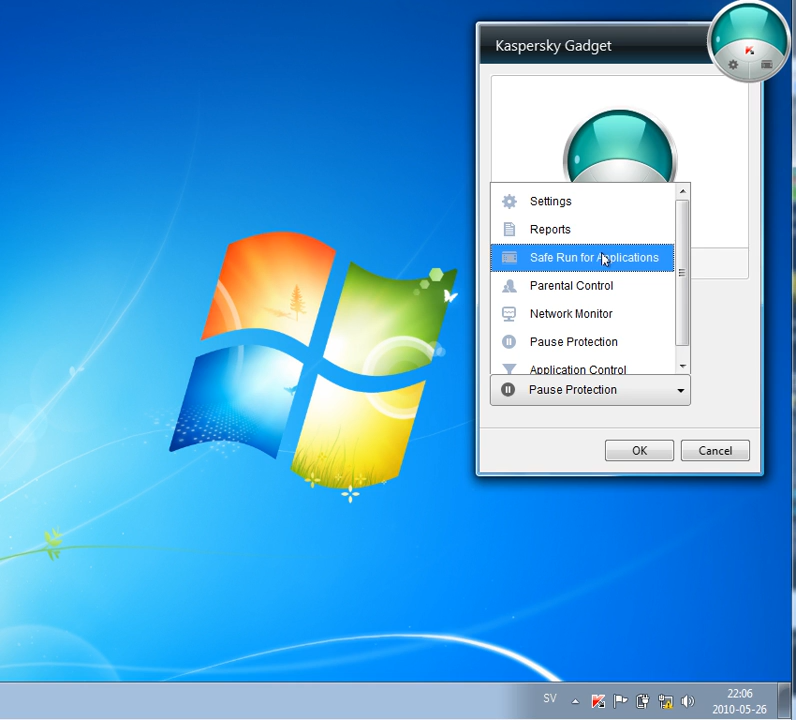 Kaspersky Gadget
Settings
Reports
Safe Run for Applications
Parental Control
Network Monitor
Pause Protection
Application Control
Pause Protection
OK
Cancel
SV
22:06
2010-05-26